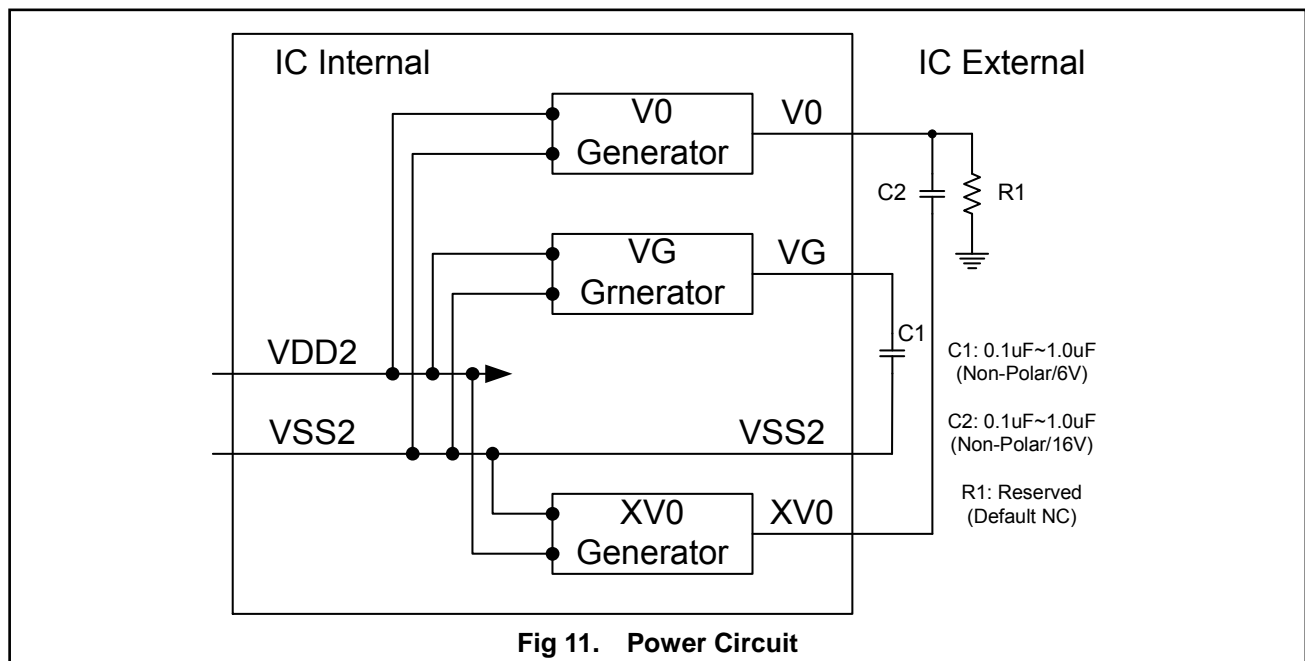 IC Internal
IC External
V0
Generator
V0
C2
R1
VG
Grnerator
VG
C1
VDD2
C1: 0.1uF~1.0uF
(Non-Polar/6V)
VSS2
VSS2
C2: 0.1uF~1.0uF
(Non-Polar/16V)
XV0
Generator
XV0
R1: Reserved
(Default NC)
Fig 11. Power Circuit